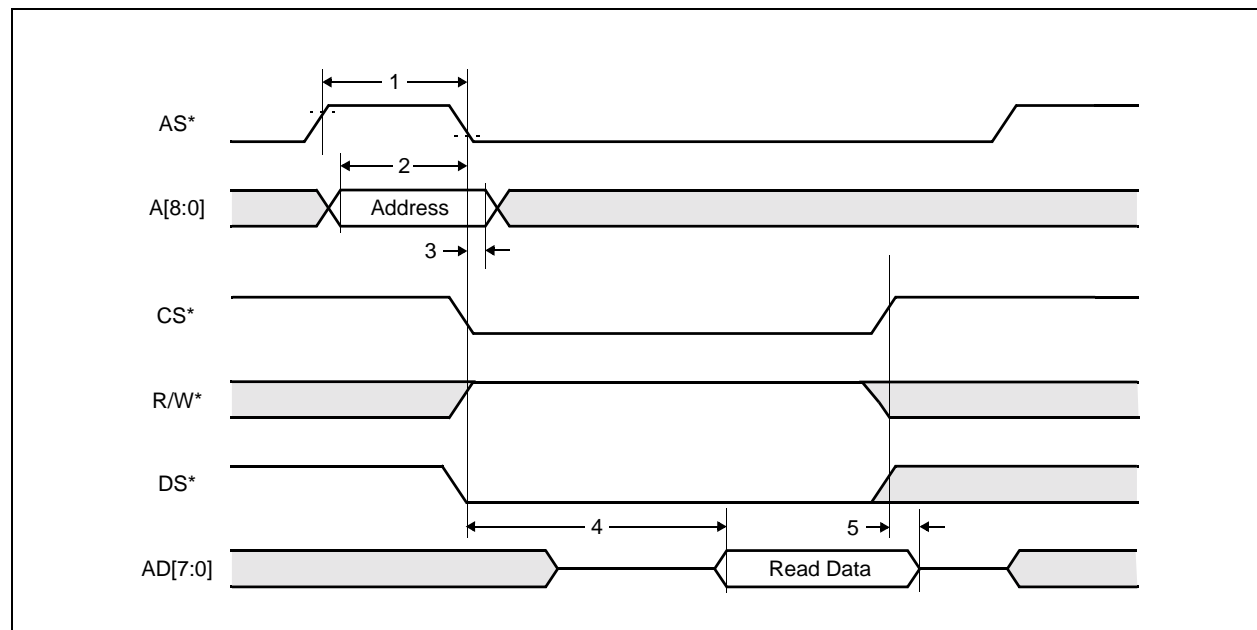 1
AS*
2
A[8:0]
Address
3
CS*
R/W*
DS*
4
5
AD[7:0]
Read Data